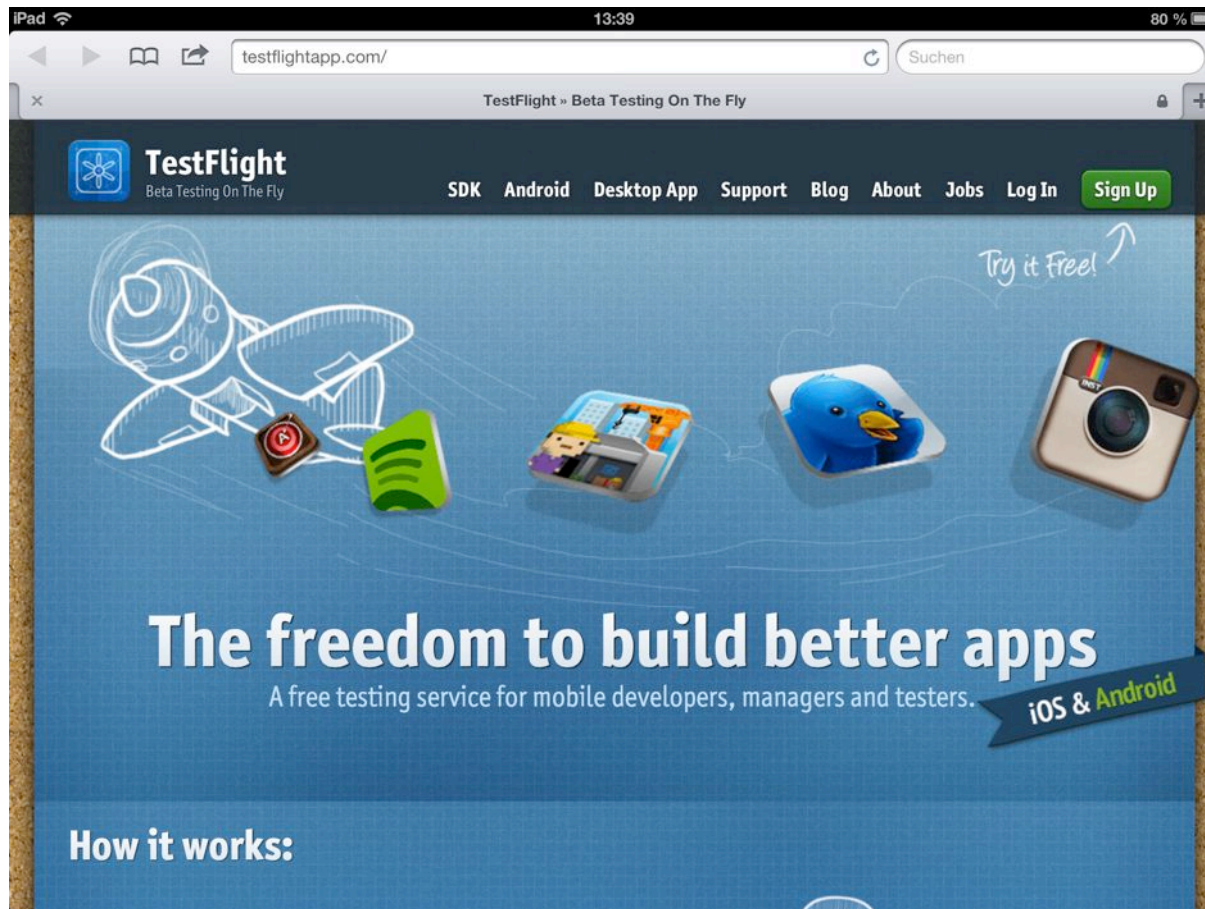 iPad 13:39 80 %
testflightapp.com/ Suchen
TestFlight » Beta Testing On The Fly
TestFlight
Beta Testing On The Fly
SDK Android Desktop App Support Blog About Jobs Log In Sign Up
Try it Free!
INST
A
The freedom to build better apps
A free testing service for mobile developers, managers and testers.
iOS & Android
How it works: